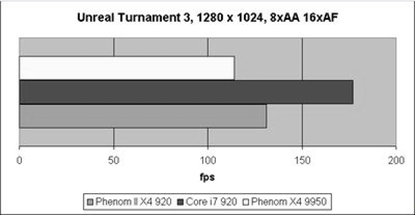 Unreal Turnament 3, 1280 x 1024, 8xAA 16xAF
0 50 100 150 200
fps
Phenom II X4 920 Core i7 920 Phenom X4 9950